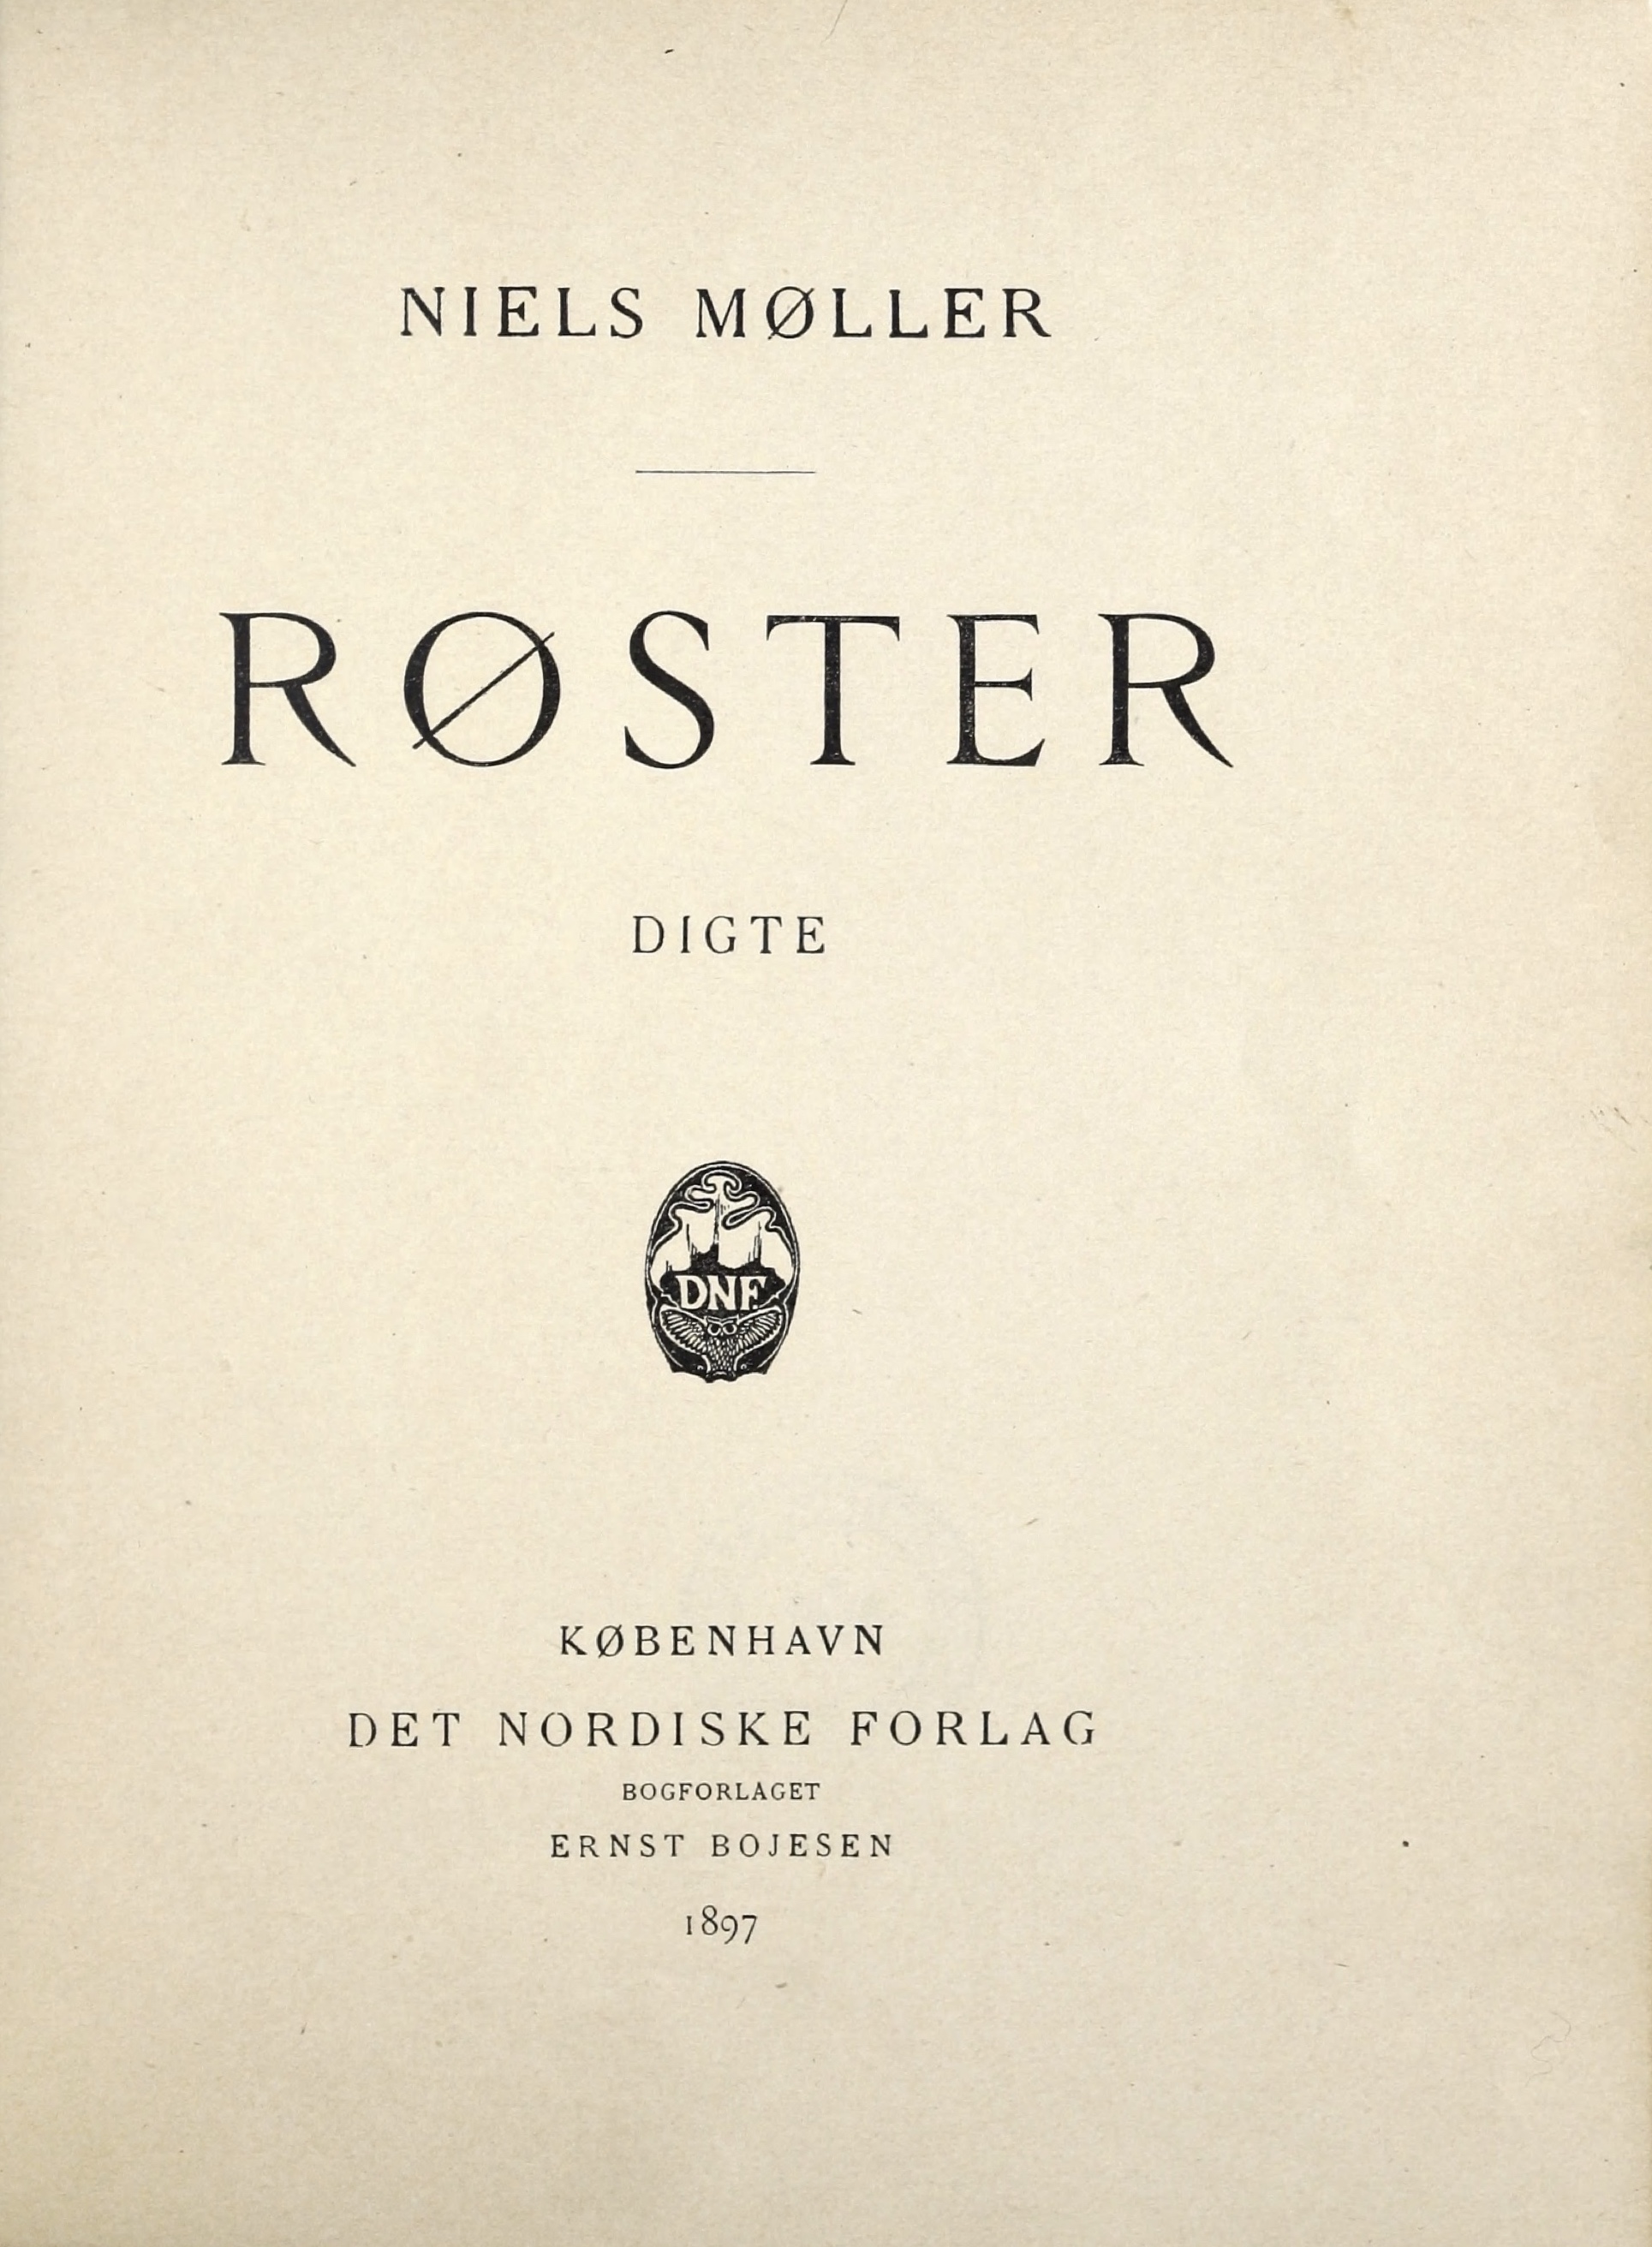 NIELS MØLLER
RØSTER
DIGTE
DNF.
KØBENHAVN
DET NORDISKE FORLAG
BOGFORLAGET
ERNST BOJESEN
1897